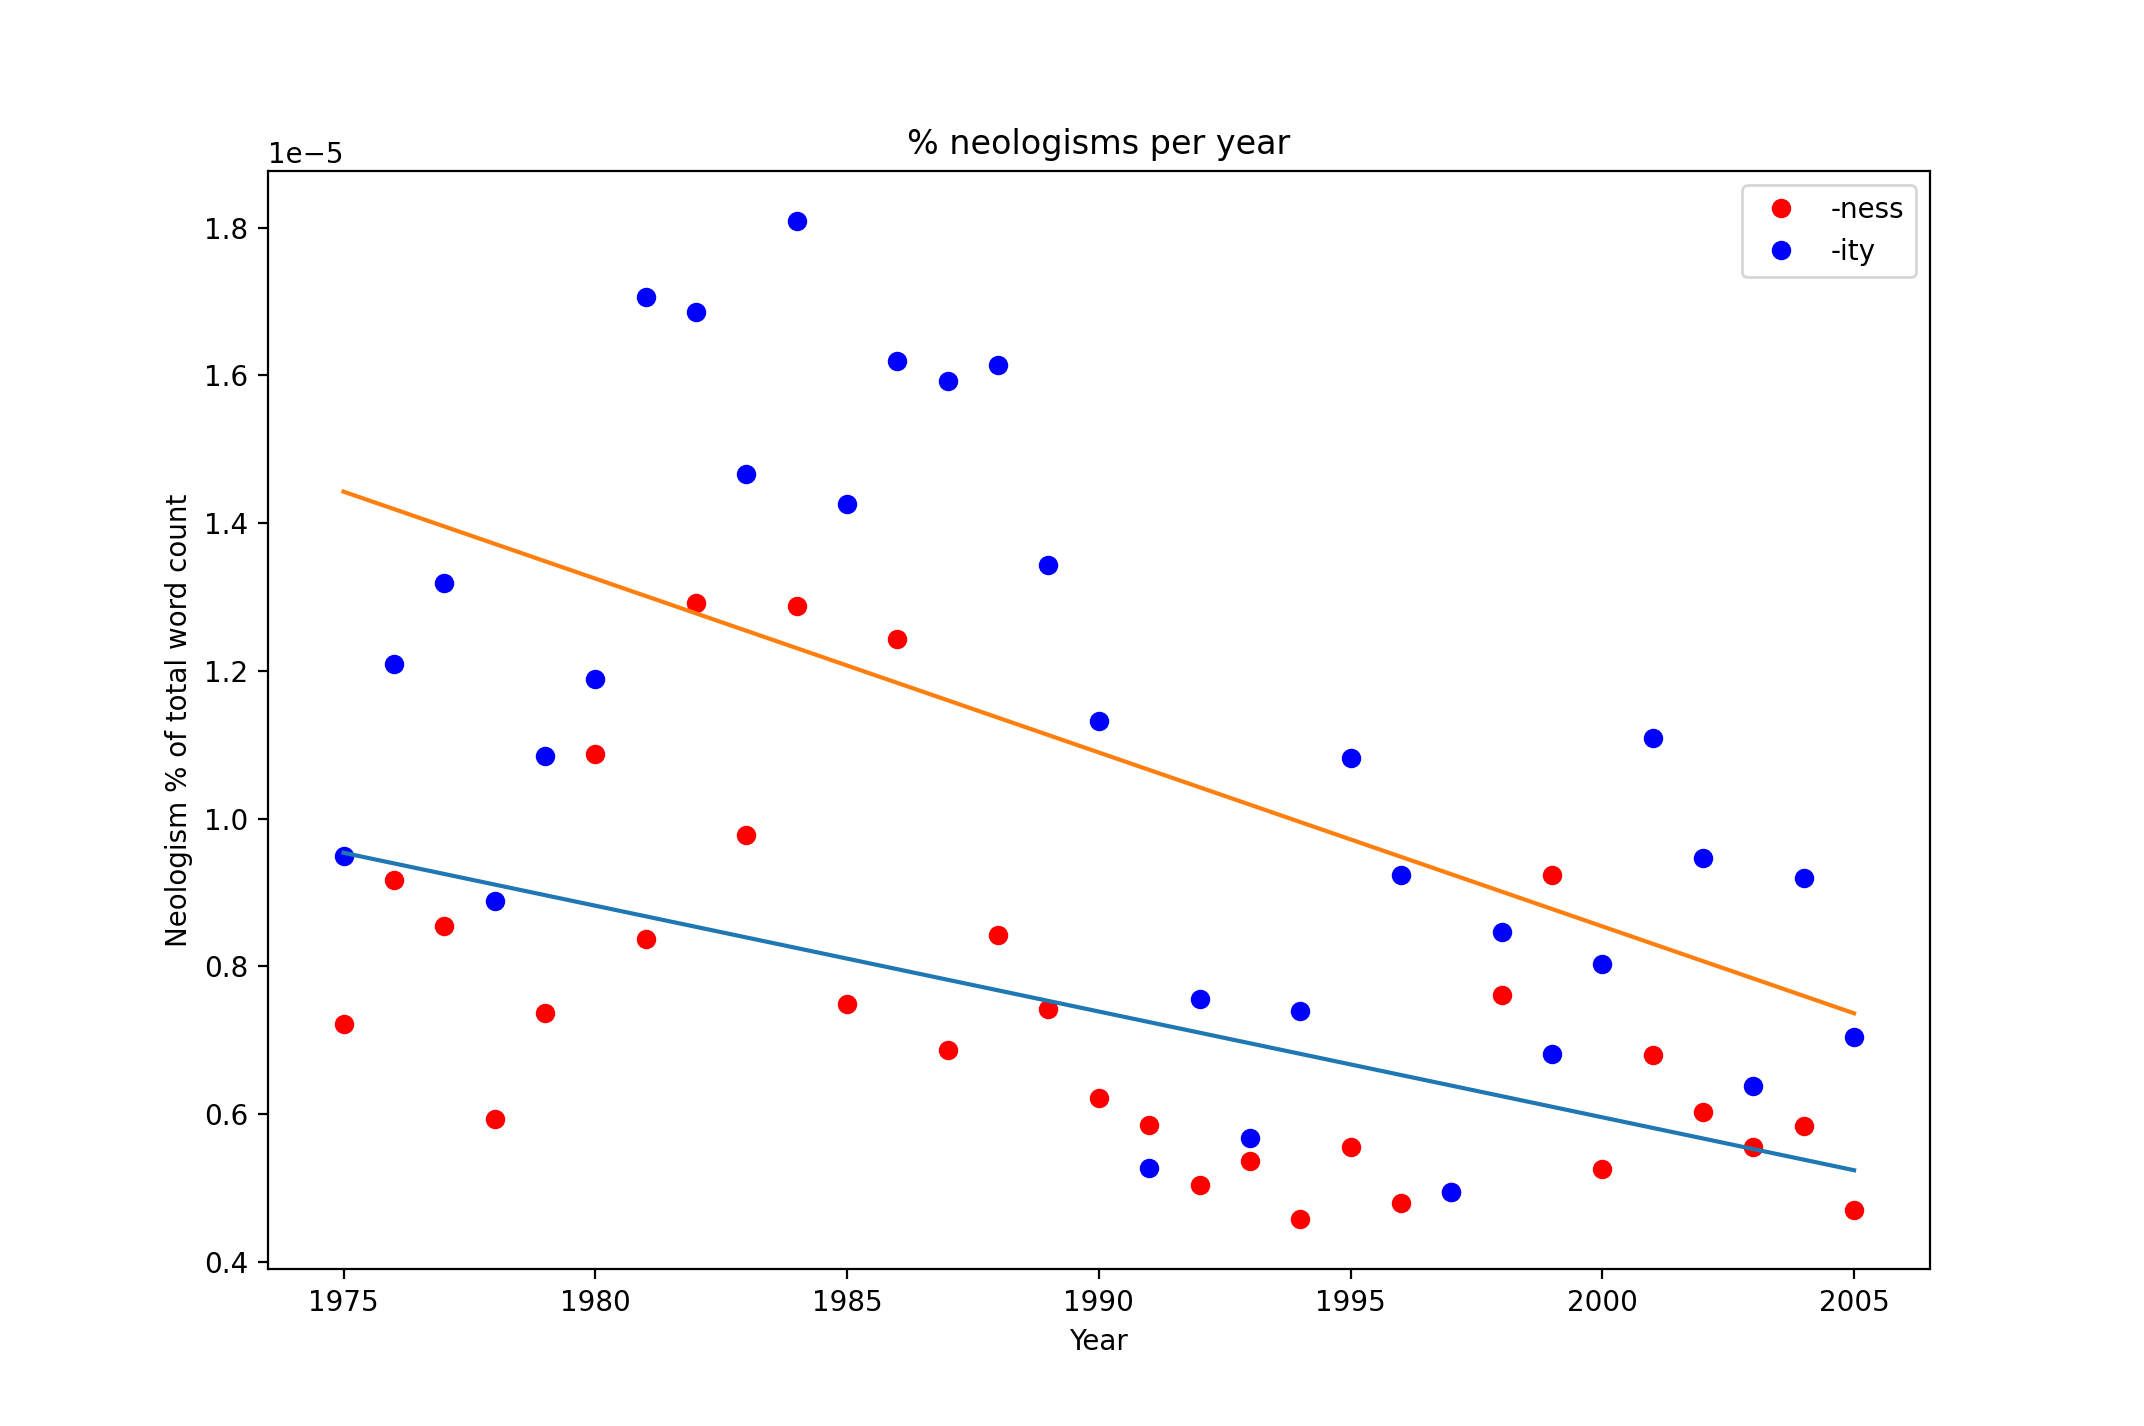 % neologisms per year
1e−5
-ness
-ity
1.8
1.6
1.4
1.2
1.0
0.8
0.6
0.4
Neologism % of total word count
1975 1980 1985 1990 1995 2000 2005
Year